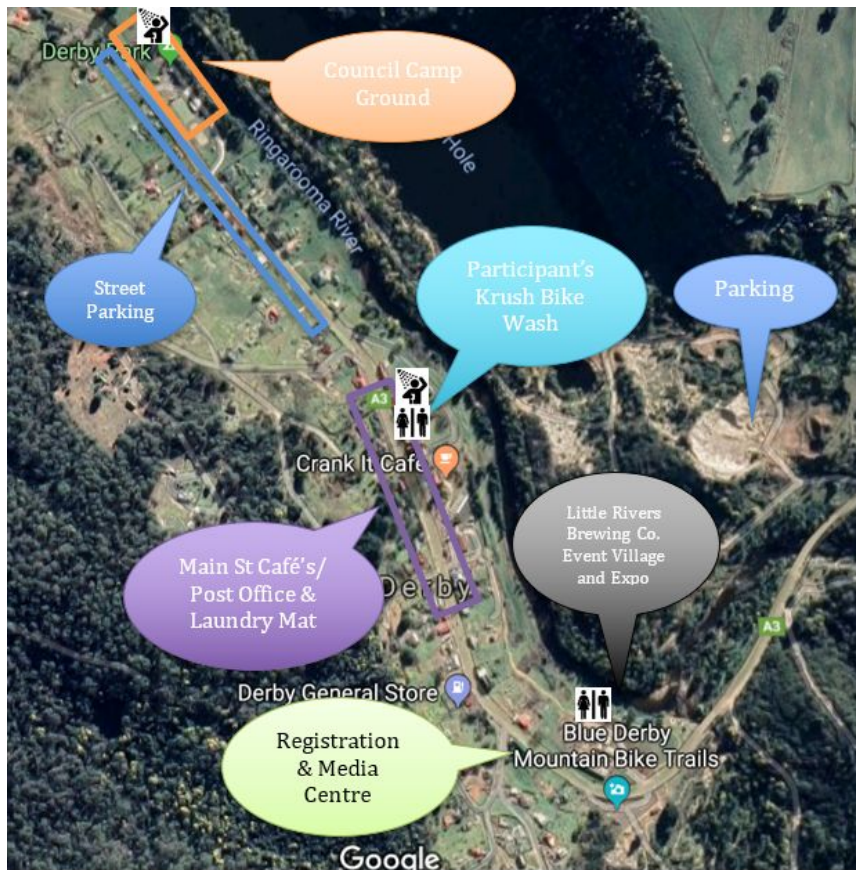 Derby Park
Council Camp
Ground
Ringarooma River
Hole
Street
Parking
Participant's
Krush Bike
Wash
Parking
A3
Crank It Cafe
Little Rivers
Brewing Co.
Event Village
and Expo
Main St Café's/
Post Office &
Laundry Mat
Derby
A3
Derby General Store
Blue Derby
Mountain Bike Trails
Registration
& Media
Centre
Google